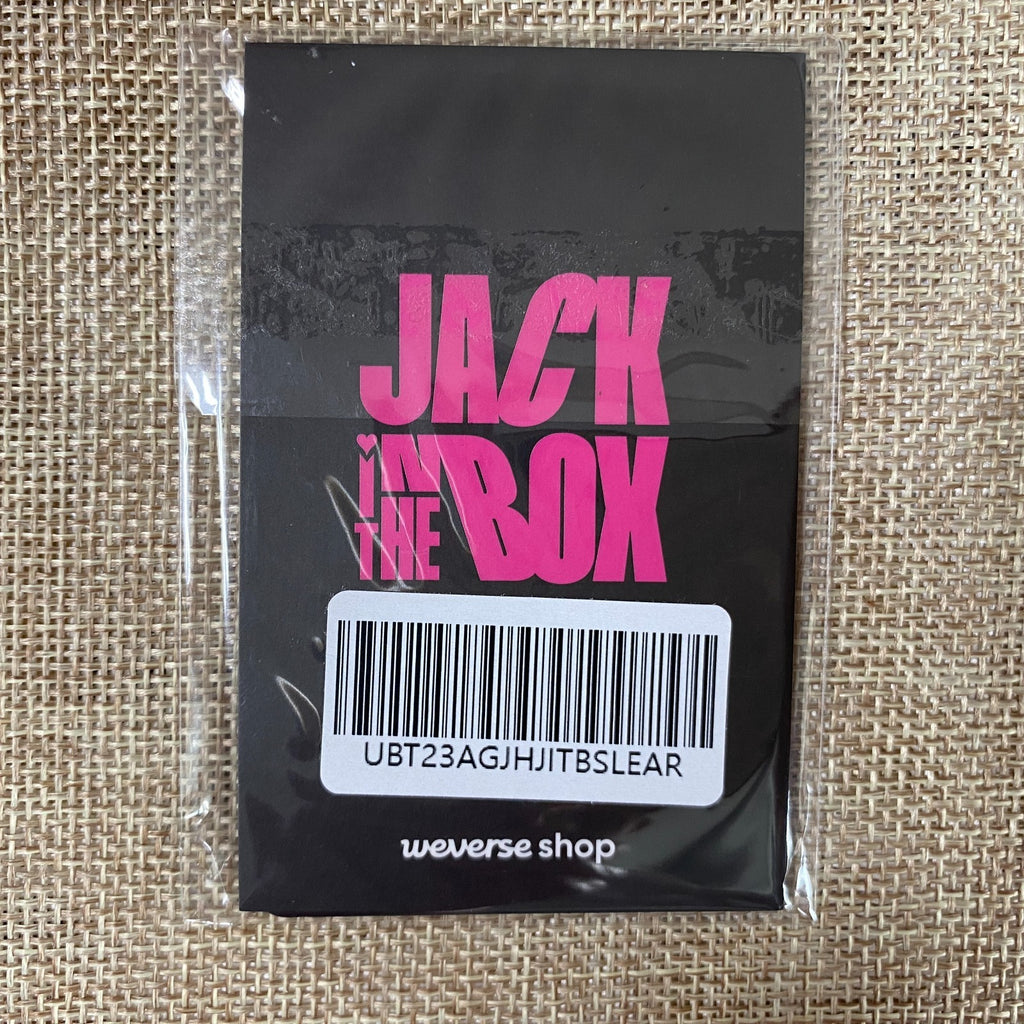 JACK
IN BOX
THE
UBT23AGJHJITBSLEAR
weverse shop